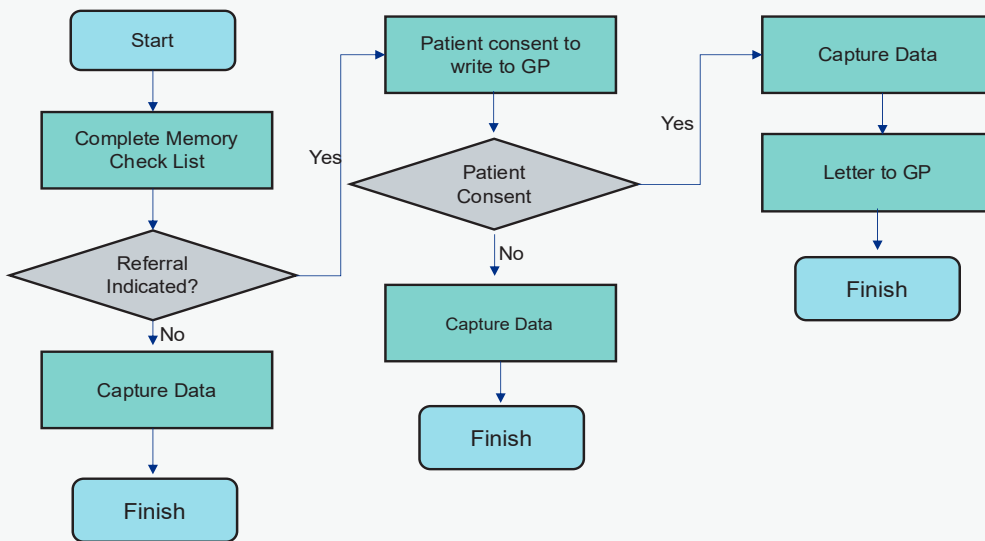 Start
Complete Memory
Check List
Referral
Indicated?
No
Capture Data
Finish
Yes
Patient consent to
write to GP
Patient
Consent
No
Capture Data
Finish
Yes
Capture Data
Letter to GP
Finish